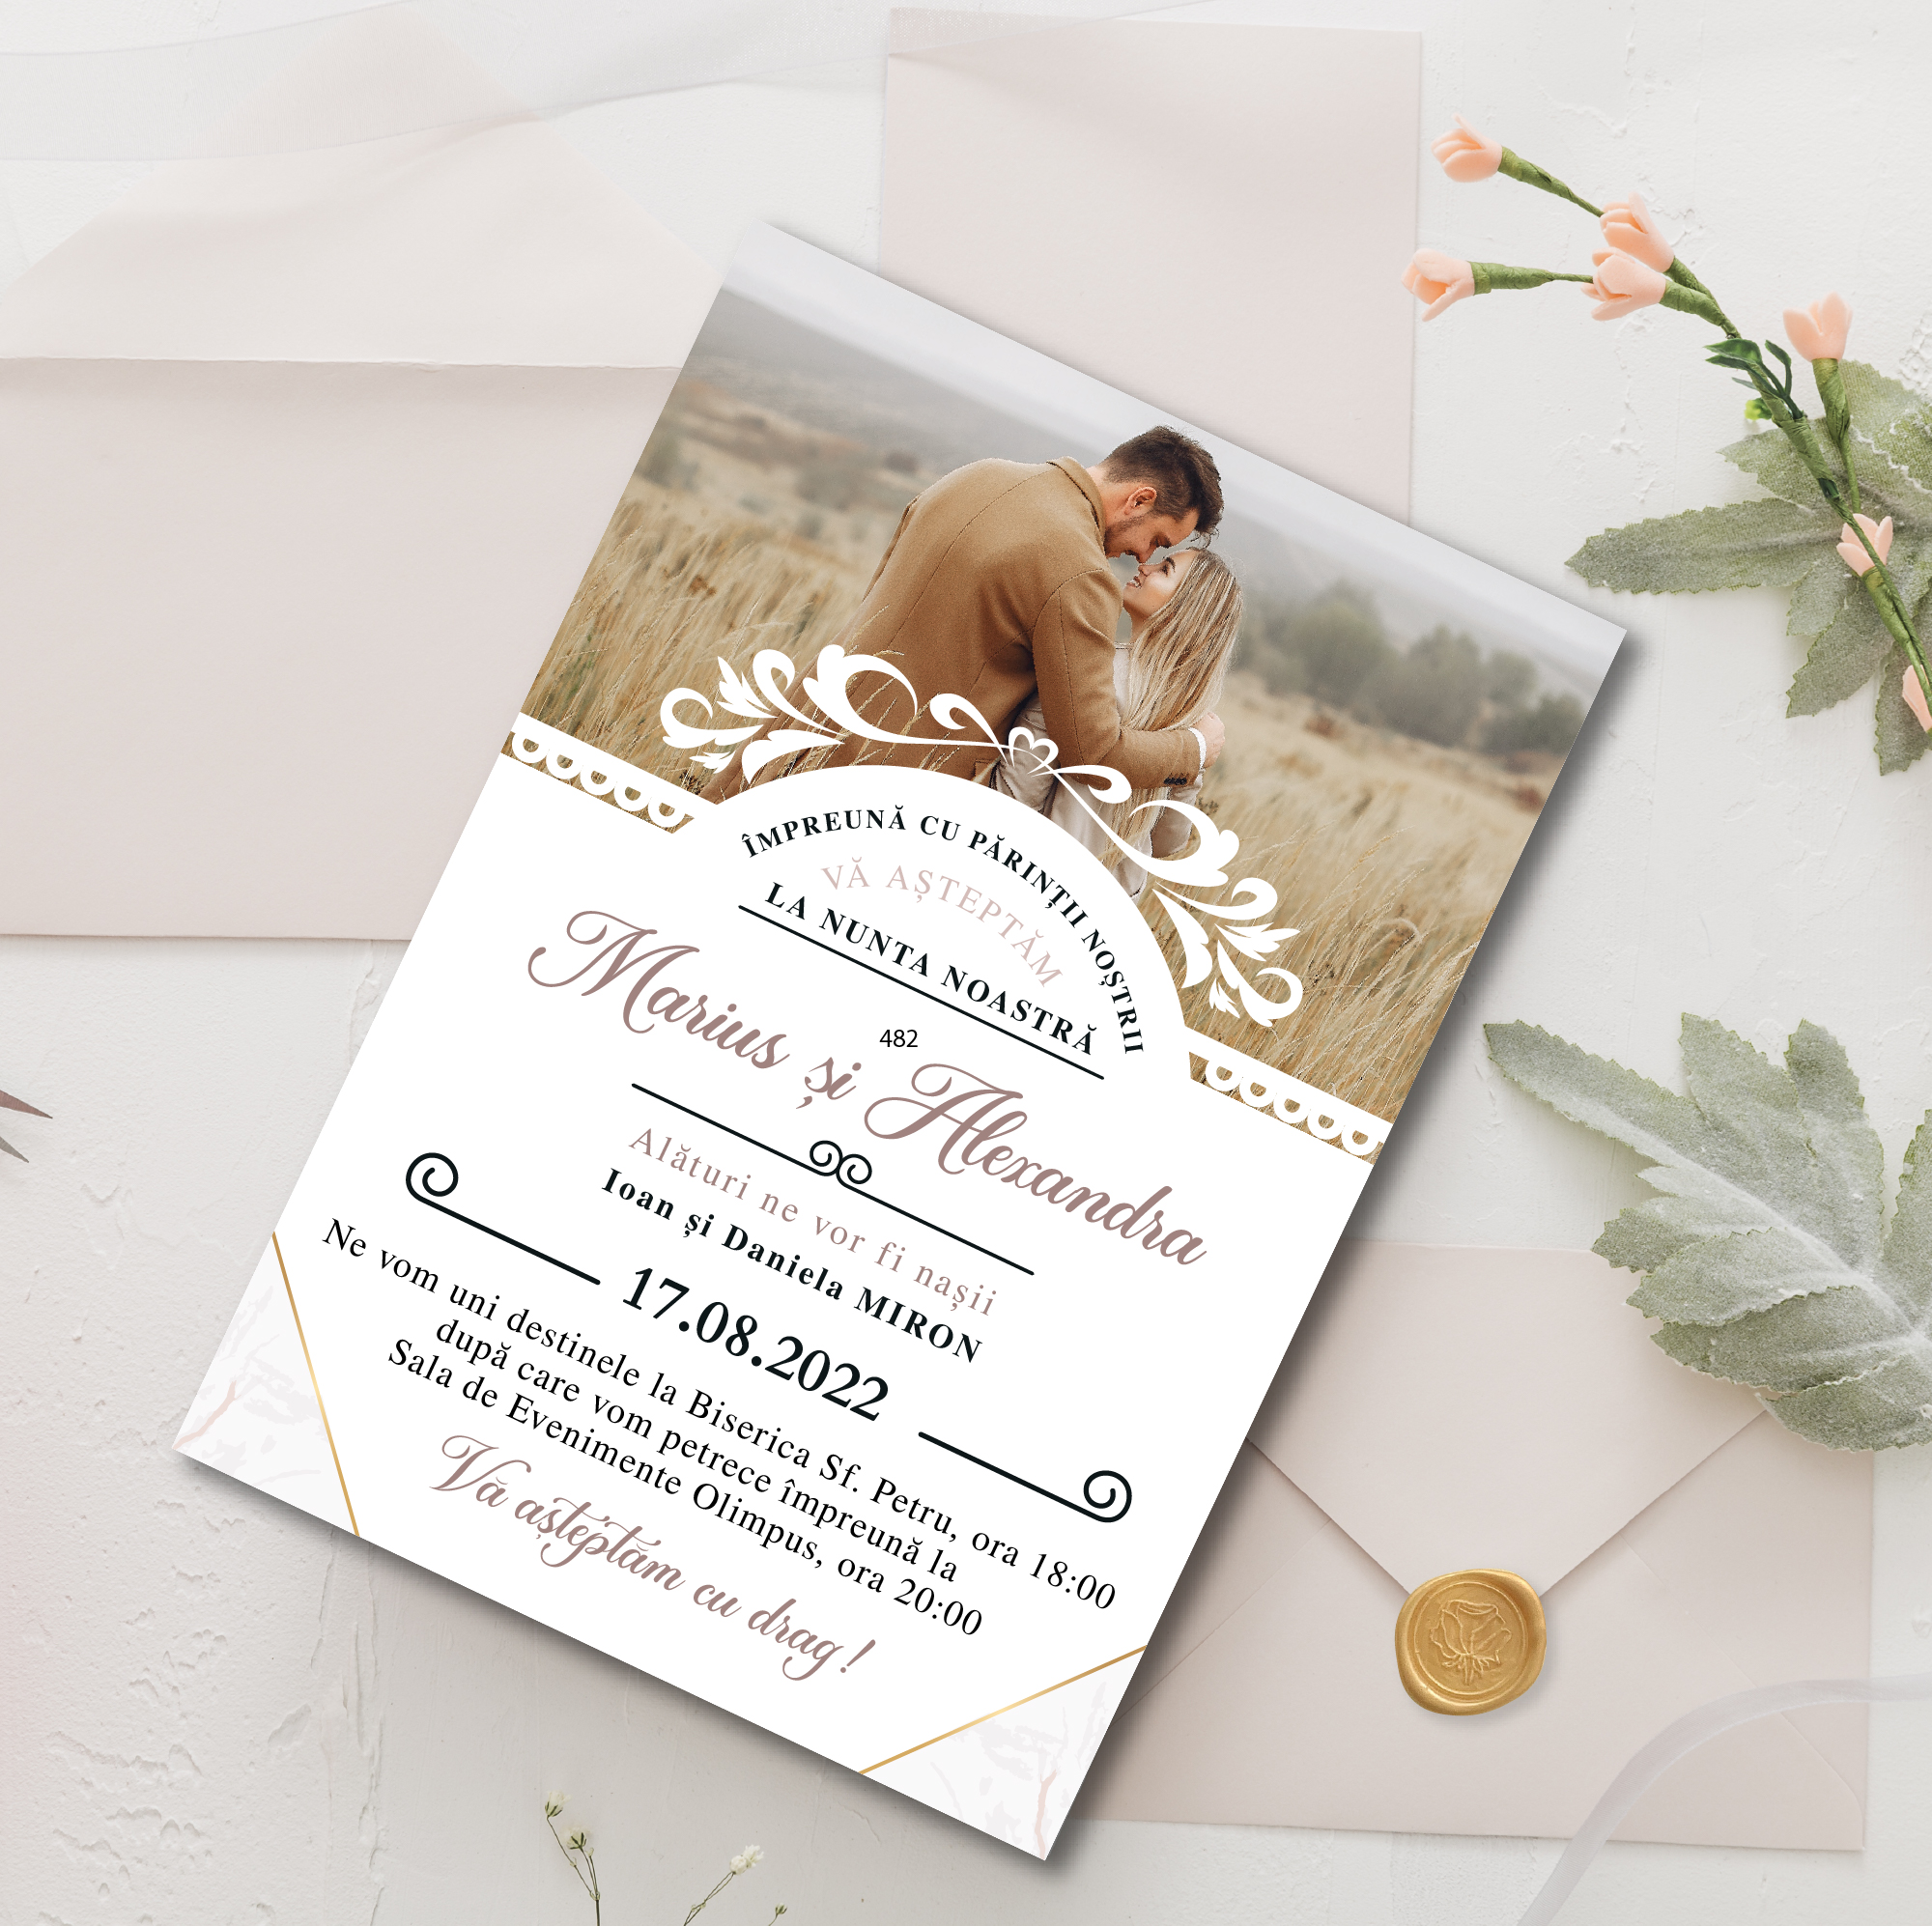 ÎMPREUNĂ CU PĂRINȚII NOȘTRII
VĂ AȘTEPTĂM
LA NUNTA NOASTRĂ
482
Marius și Alexandra
Alături ne vor fi nașii
Ioan și Daniela MIRON
17.08.2022
Ne vom uni destinele la Biserica Sf. Petru, ora 18:00
după care vom petrece împreună la
Sala de Evenimente Olimpus, ora 20:00
Vă așteptăm cu drag!